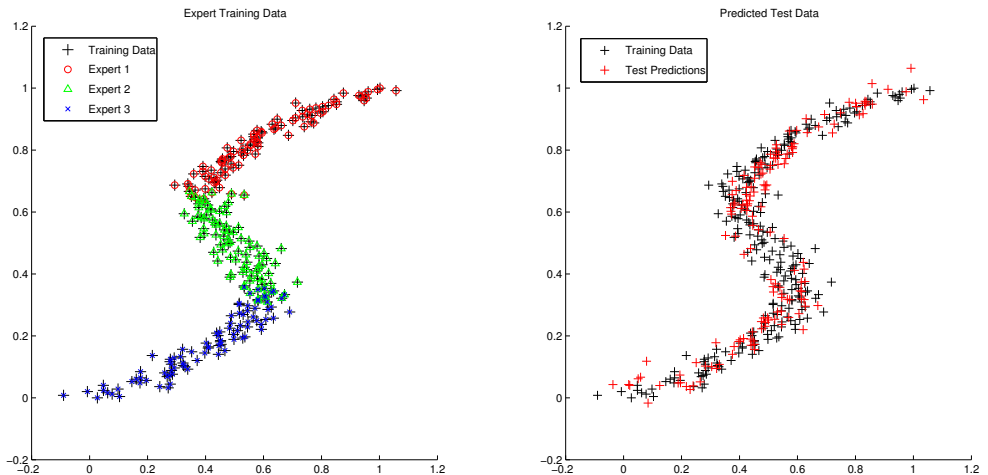 Expert Training Data
1.2
Training Data
Expert 1
Expert 2
Expert 3
1
0.8
0.6
0.4
0.2
0
−0.2
−0.2 0 0.2 0.4 0.6 0.8 1 1.2
Predicted Test Data
1.2
Training Data
Test Predictions
1
0.8
0.6
0.4
0.2
0
−0.2
−0.2 0 0.2 0.4 0.6 0.8 1 1.2